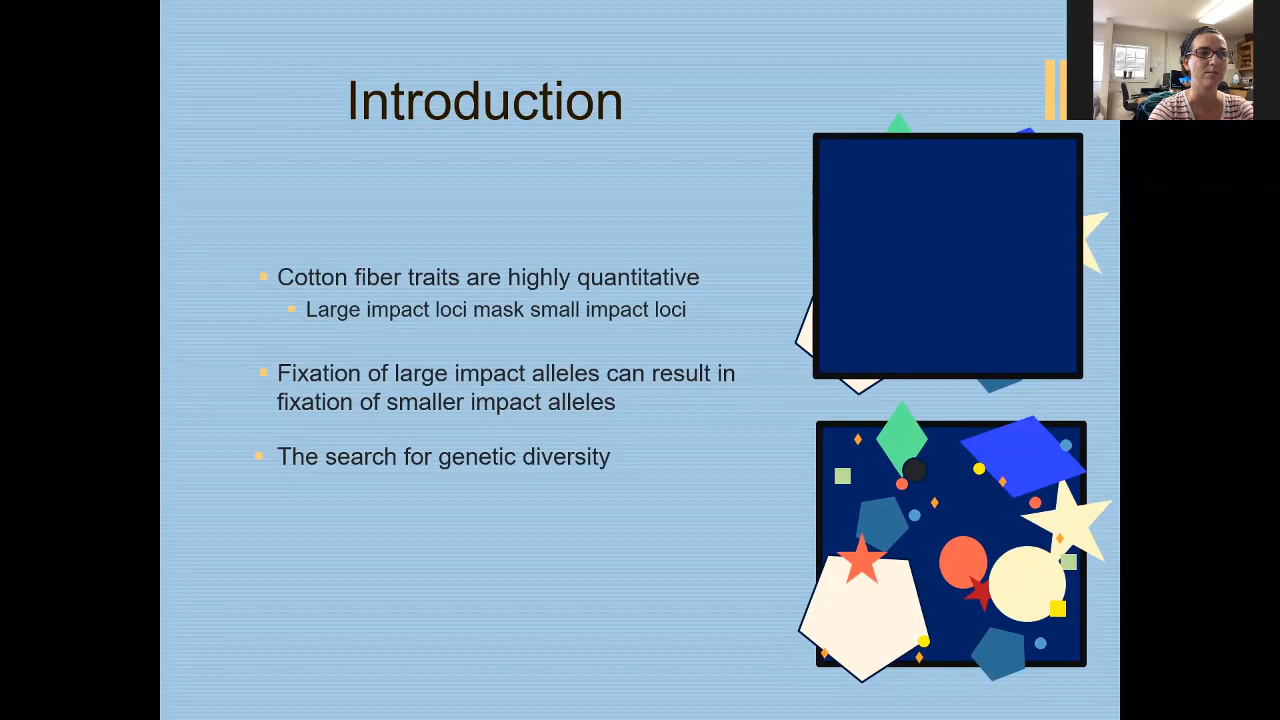 Introduction
Cotton fiber traits are highly quantitative
Large impact loci mask small impact loci
Fixation of large impact alleles can result in
fixation of smaller impact alleles
The search for genetic diversity